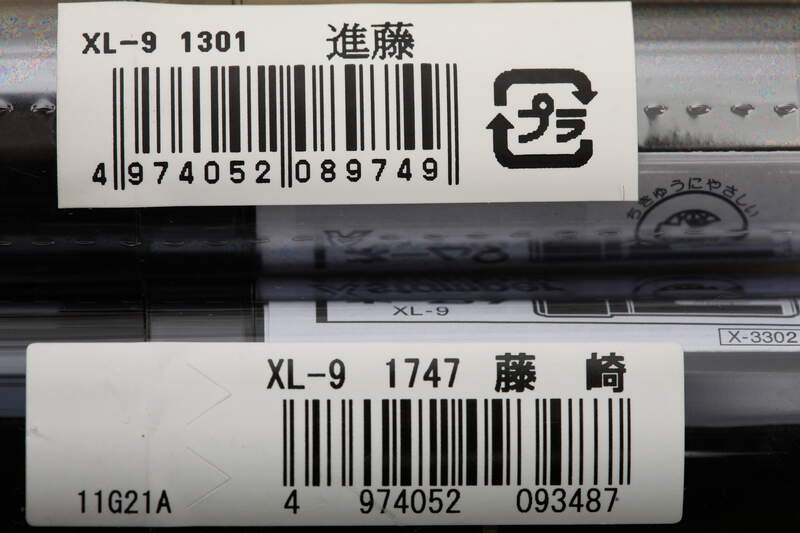 XL-9 1301 進藤
4 974052 089749
プラ
ちきゅうにやさしい
XL-9
X-3302
XL-9 1747 藤崎
11G21A 4 974052 093487